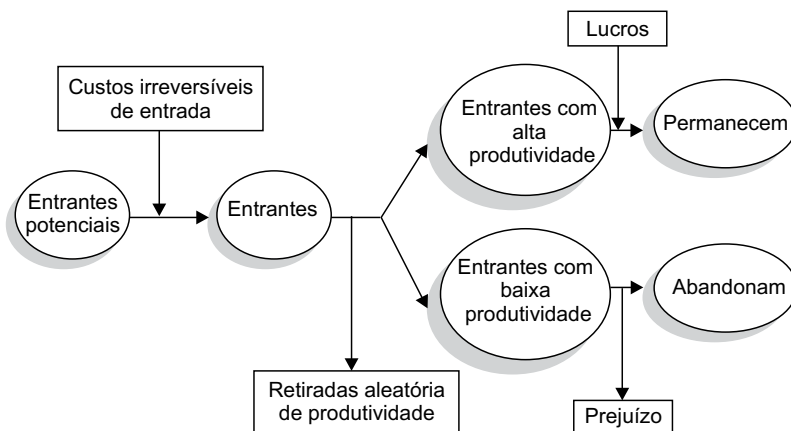 Lucros
Custos irreversíveis
de entrada
Entrantes com
alta
produtividade
Permanecem
Entrantes
potenciais
Entrantes
Entrantes com
baixa
produtividade
Abandonam
Retiradas aleatória
de produtividade
Prejuízo